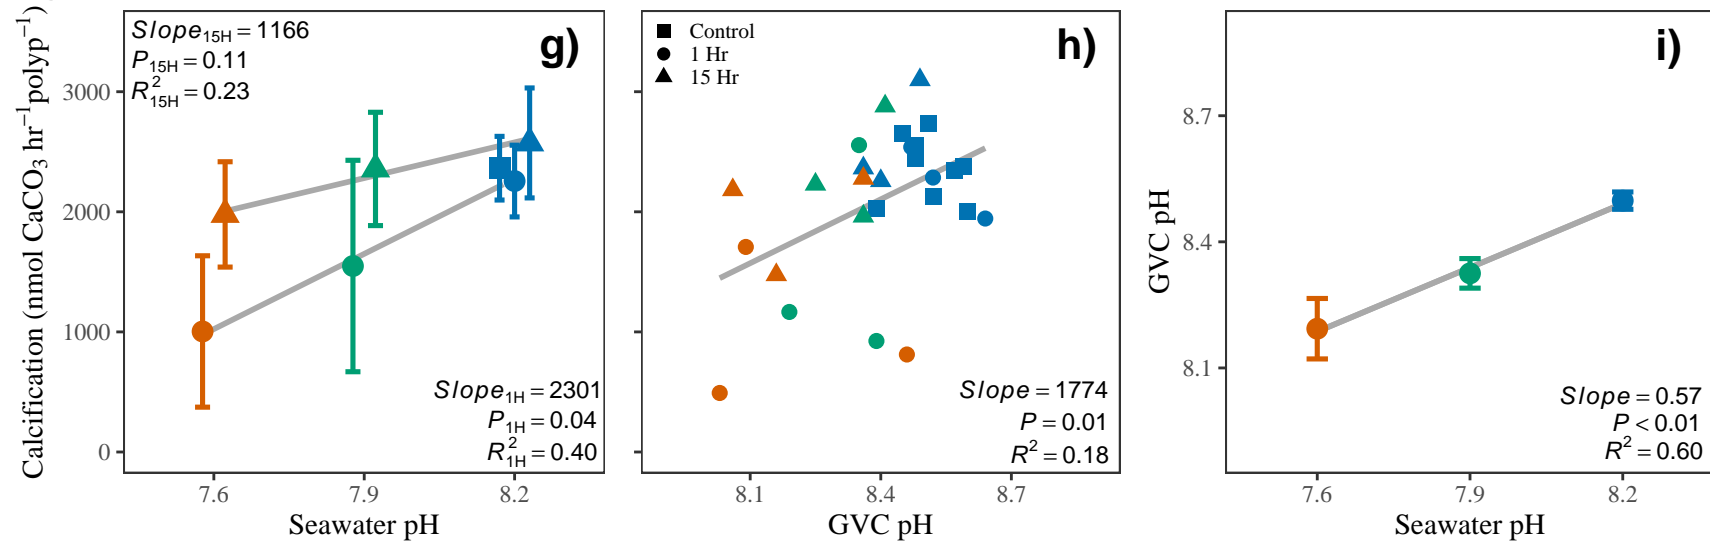 Calcification (nmol CaCO₃ hr⁻¹polyp⁻¹)
g)
Slope₁₅H = 1166
P₁₅H = 0.11
R²₁₅H = 0.23
3000
2000
1000
0
Slope₁H = 2301
P₁H = 0.04
R²₁H = 0.40
7.6 7.9 8.2
Seawater pH
h)
Control
1 Hr
15 Hr
Slope = 1774
P = 0.01
R² = 0.18
8.1 8.4 8.7
GVC pH
i)
GVC pH
8.7
8.4
8.1
Slope = 0.57
P < 0.01
R² = 0.60
7.6 7.9 8.2
Seawater pH